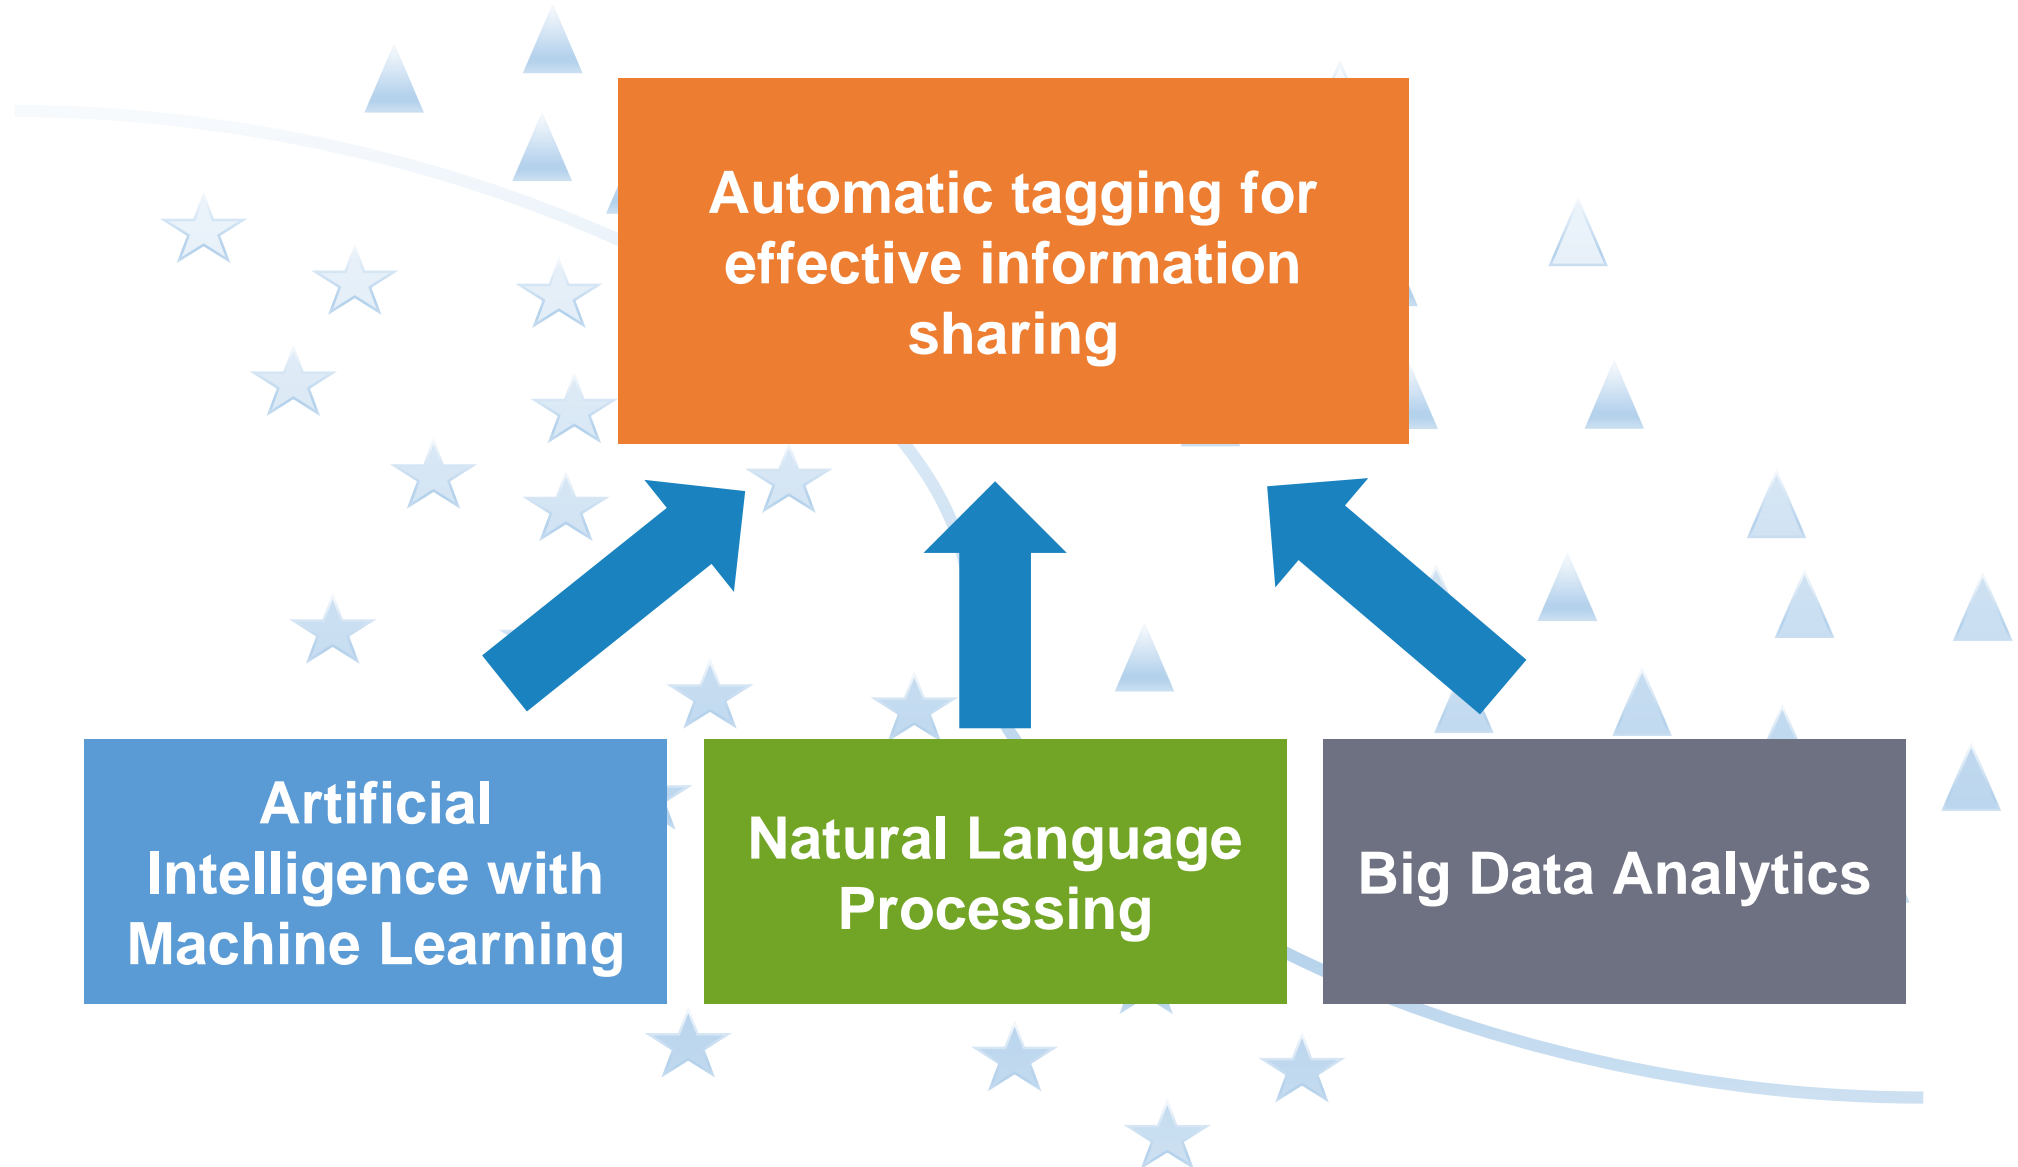 Automatic tagging for
effective information
sharing
Artificial
Intelligence with
Machine Learning
Natural Language
Processing
Big Data Analytics